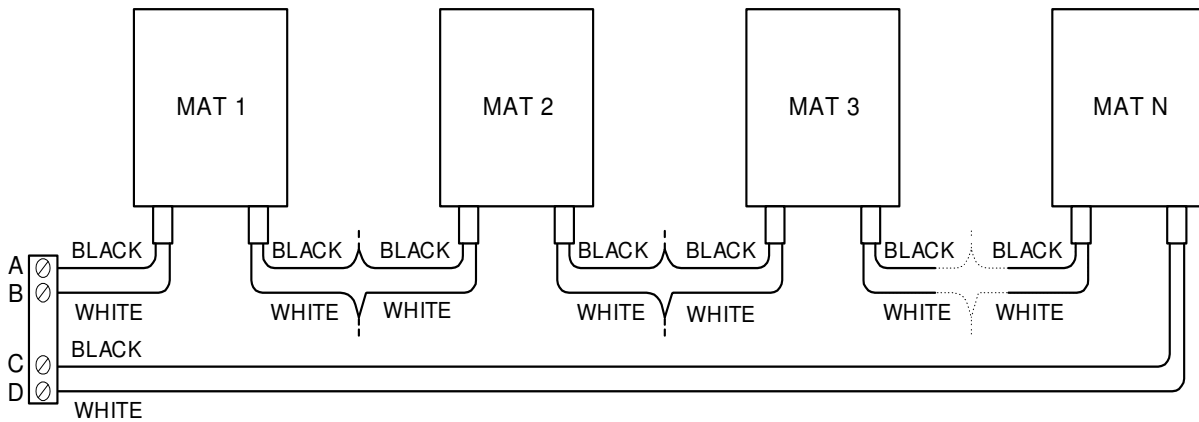 MAT 1 MAT 2 MAT 3 MAT N
BLACK BLACK BLACK BLACK BLACK BLACK BLACK
A
B
WHITE WHITE WHITE WHITE WHITE WHITE WHITE
C BLACK
D
WHITE